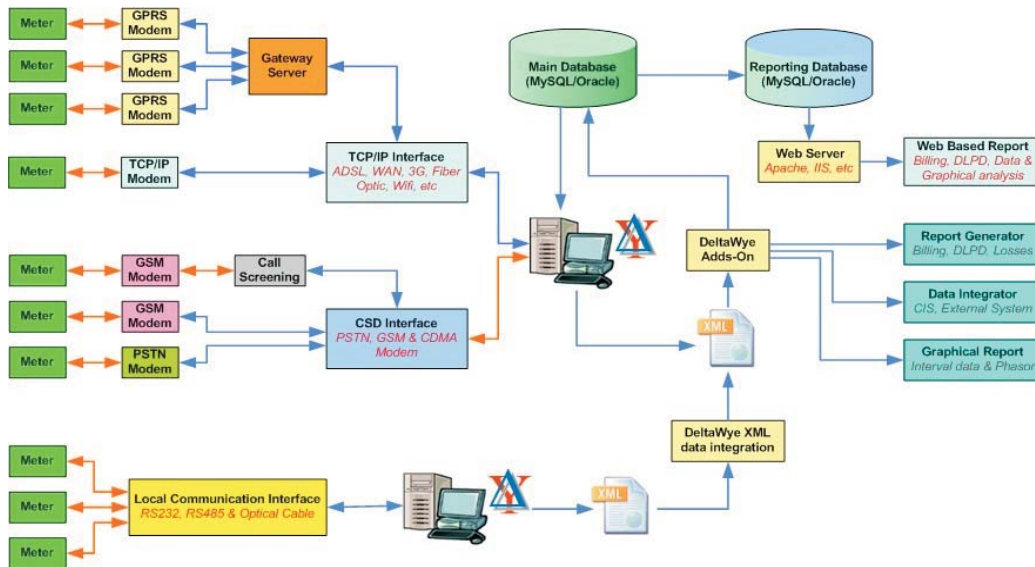 Meter
GPRS
Modem
Meter
GPRS
Modem
Meter
GPRS
Modem
Gateway
Server
Main Database
(MySQL/Oracle)
Reporting Database
(MySQL/Oracle)
Meter
TCP/IP
Modem
TCP/IP Interface
ADSL, WAN, 3G, Fiber
Optic, Wifi, etc
Web Server
Apache, IIS, etc
Web Based Report
Billing, DLPD, Data &
Graphical analysis
Meter
GSM
Modem
Call
Screening
Meter
GSM
Modem
Meter
PSTN
Modem
CSD Interface
PSTN, GSM & CDMA
Modem
DeltaWye
Adds-On
Report Generator
Billing, DLPD, Losses
Data Integrator
CIS, External System
Graphical Report
Interval data & Phasor
XML
DeltaWye XML
data integration
Meter
Meter
Meter
Local Communication Interface
RS232, RS485 & Optical Cable
XML